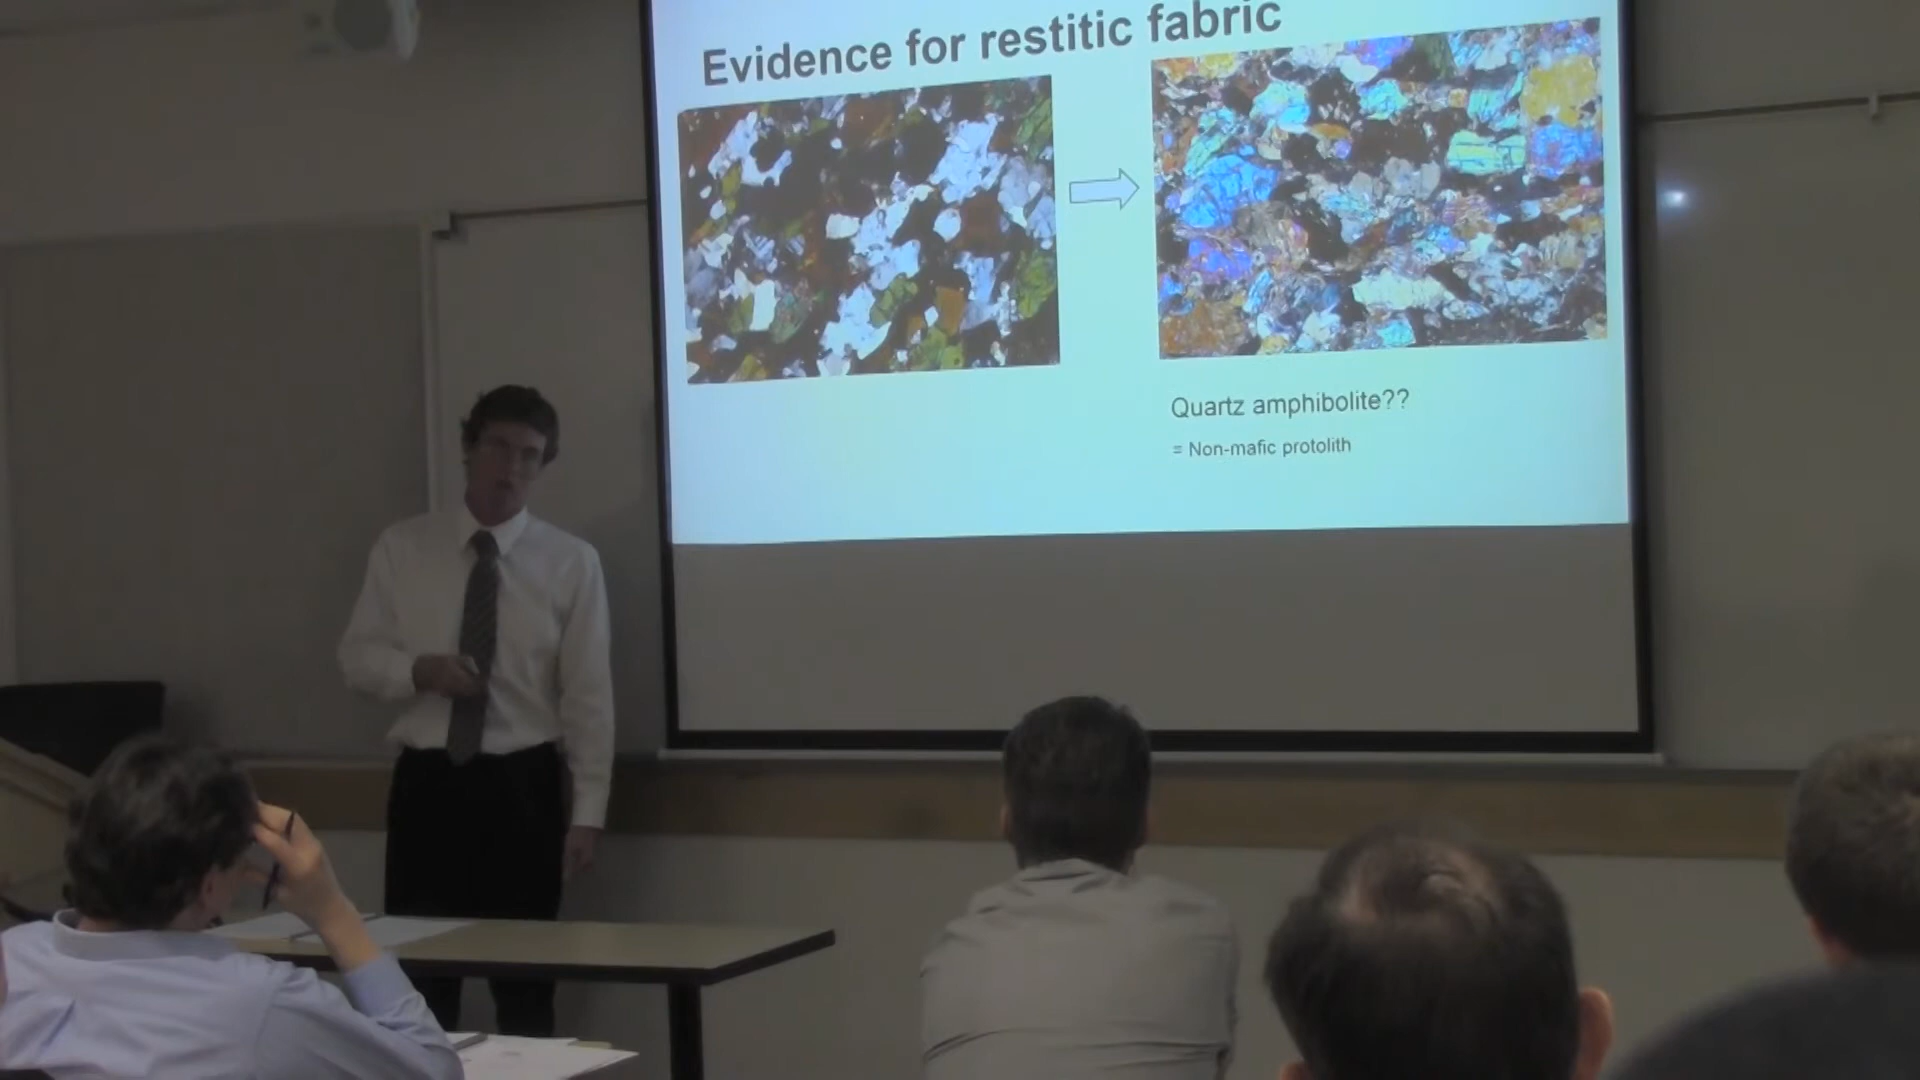 Evidence for restitic fabric
Quartz amphibolite??
= Non-mafic protolith